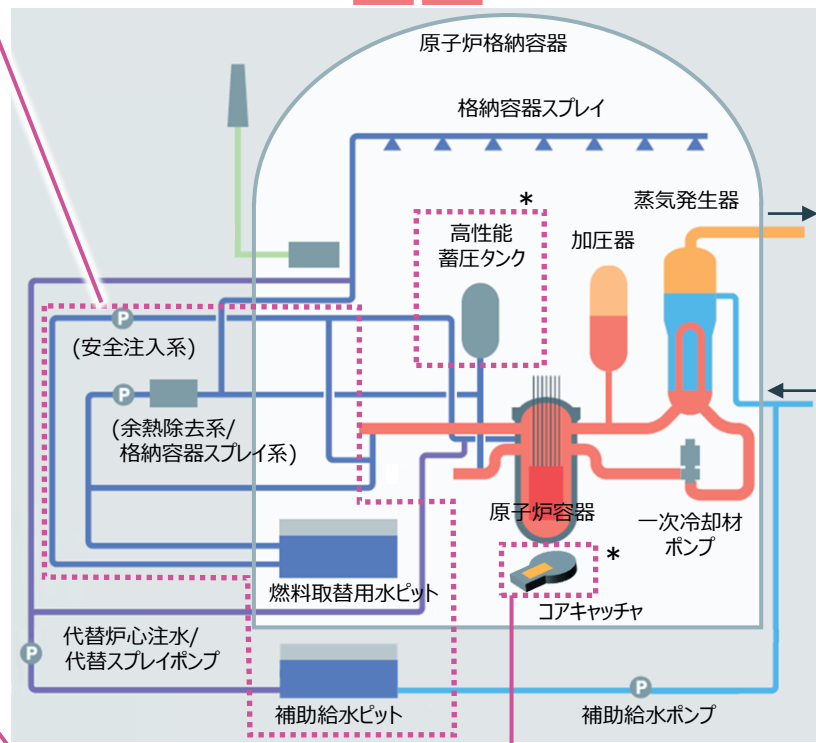 原子炉格納容器
格納容器スプレイ
*
高性能
蓄圧タンク
加圧器
蒸気発生器
P
(安全注入系)
P
(余熱除去系/
格納容器スプレイ系)
原子炉容器
一次冷却材
ポンプ
*
燃料取替用水ピット
コアキャッチャ
P
代替炉心注水/
代替スプレイポンプ
補助給水ピット
P
補助給水ポンプ